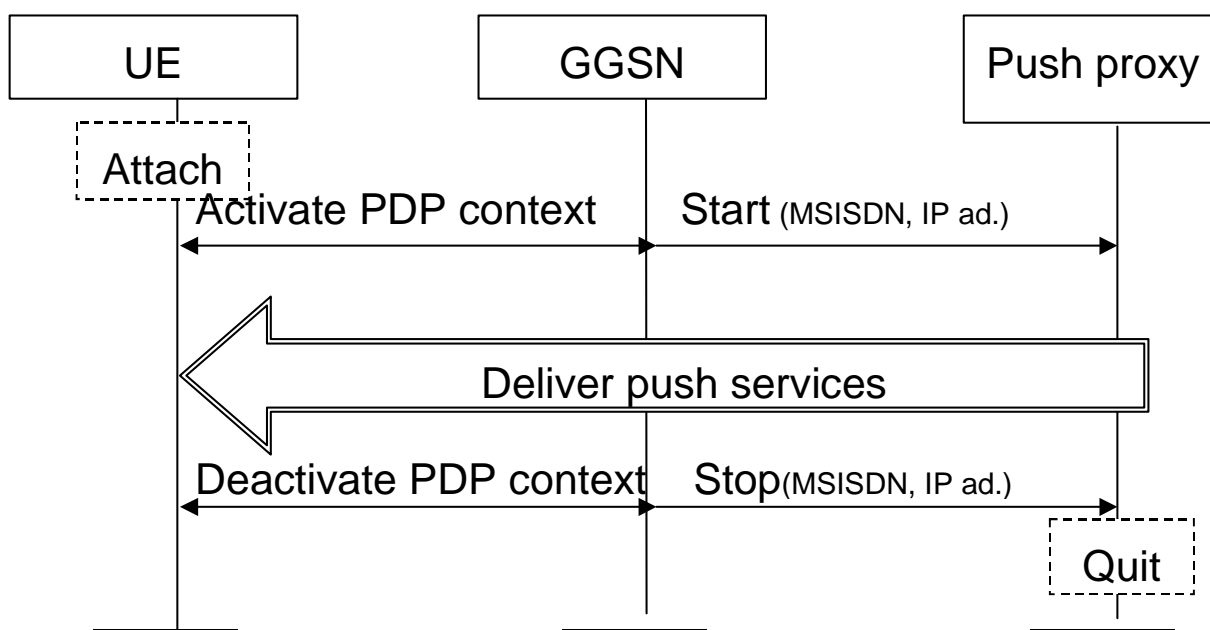 UE
GGSN
Push proxy
Attach
Activate PDP context
Start (MSISDN, IP ad.)
Deliver push services
Deactivate PDP context
Stop(MSISDN, IP ad.)
Quit